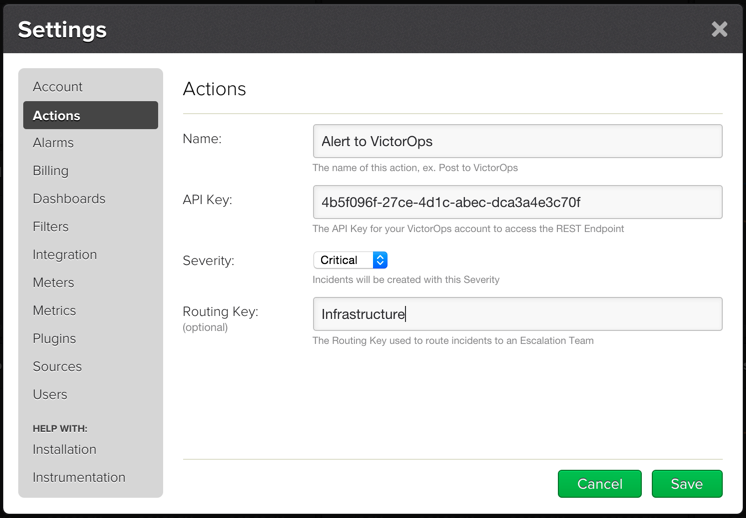 Settings
Account
Actions
Alarms
Billing
Dashboards
Filters
Integration
Meters
Metrics
Plugins
Sources
Users
HELP WITH:
Installation
Instrumentation
Actions
Name:
Alert to VictorOps
The name of this action, ex. Post to VictorOps
API Key:
4b5f096f-27ce-4d1c-abec-dca3a4e3c70f
The API Key for your VictorOps account to access the REST Endpoint
Severity:
Critical
Incidents will be created with this Severity
Routing Key:
(optional)
Infrastructure
The Routing Key used to route incidents to an Escalation Team
Cancel
Save